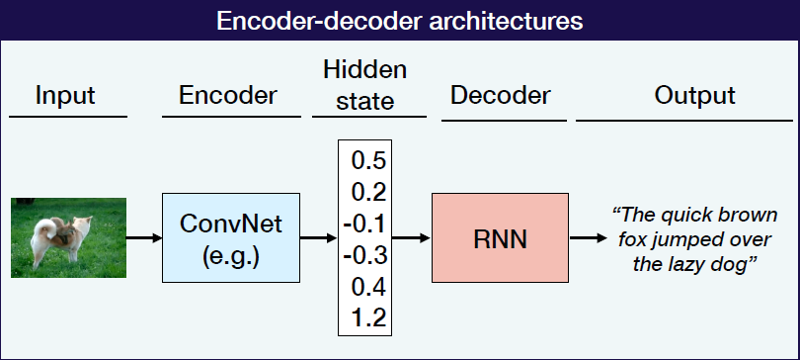 Encoder-decoder architectures
Input
Encoder
Hidden
state
Decoder
Output
ConvNet
(e.g.)
0.5
0.2
-0.1
-0.3
0.4
1.2
RNN
“The quick brown
fox jumped over
the lazy dog”